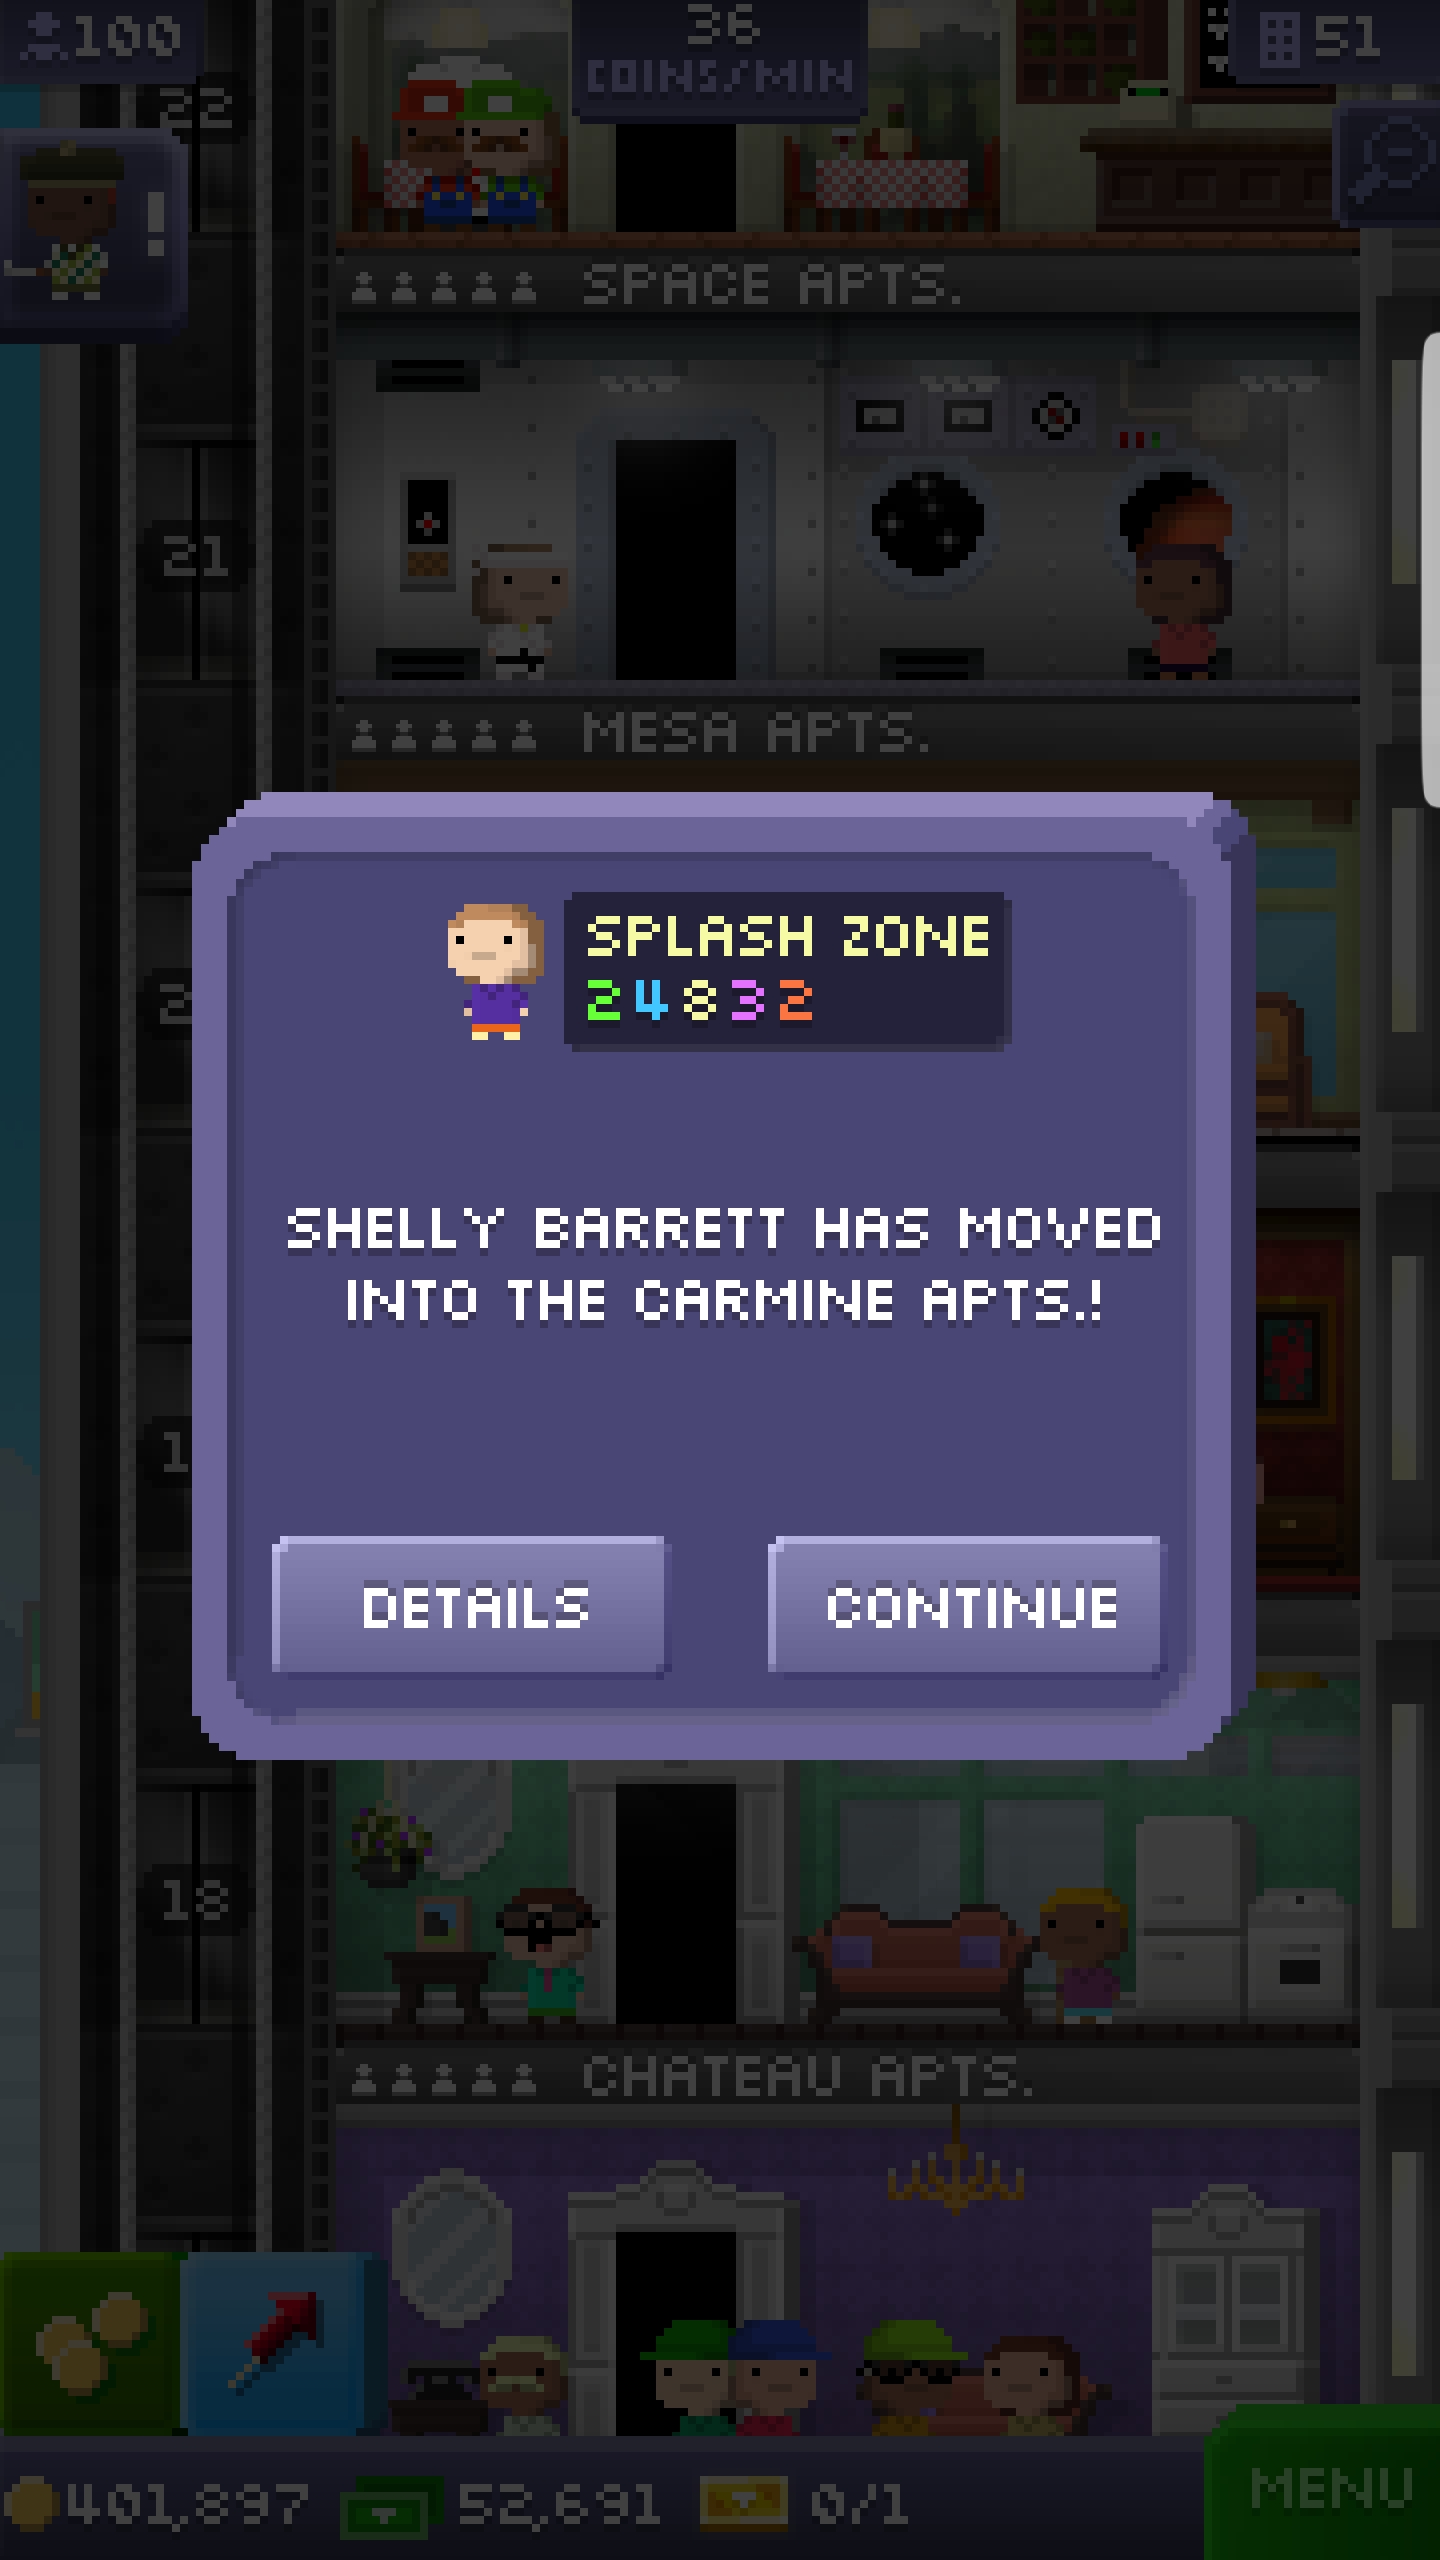 100
36
COINS/MIN
51
22
!
SPACE APTS.
21
MESA APTS.
SPLASH ZONE
24832
SHELLY BARRETT HAS MOVED
INTO THE CARMINE APTS.!
DETAILS
CONTINUE
18
CHATEAU APTS.
401,897
52,691
0/1
MENU